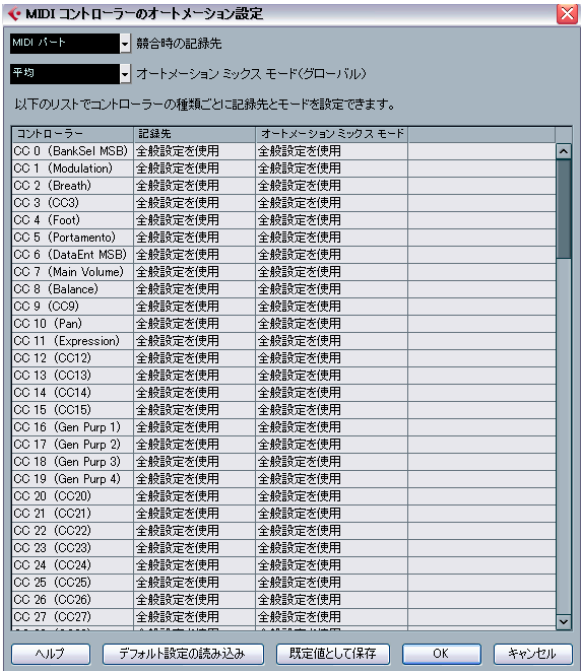 MIDI コントローラーのオートメーション設定
MIDI パート 競合時の記録先
平均 オートメーション ミックス モード(グローバル)
以下のリストでコントローラーの種類ごとに記録先とモードを設定できます。
コントローラー 記録先 オートメーションミックス モード
CC 0 (BankSel MSB) 全般設定を使用 全般設定を使用
CC 1 (Modulation) 全般設定を使用 全般設定を使用
CC 2 (Breath) 全般設定を使用 全般設定を使用
CC 3 (CC3) 全般設定を使用 全般設定を使用
CC 4 (Foot) 全般設定を使用 全般設定を使用
CC 5 (Portamento) 全般設定を使用 全般設定を使用
CC 6 (DataEnt MSB) 全般設定を使用 全般設定を使用
CC 7 (Main Volume) 全般設定を使用 全般設定を使用
CC 8 (Balance) 全般設定を使用 全般設定を使用
CC 9 (CC9) 全般設定を使用 全般設定を使用
CC 10 (Pan) 全般設定を使用 全般設定を使用
CC 11 (Expression) 全般設定を使用 全般設定を使用
CC 12 (CC12) 全般設定を使用 全般設定を使用
CC 13 (CC13) 全般設定を使用 全般設定を使用
CC 14 (CC14) 全般設定を使用 全般設定を使用
CC 15 (CC15) 全般設定を使用 全般設定を使用
CC 16 (Gen Purp 1) 全般設定を使用 全般設定を使用
CC 17 (Gen Purp 2) 全般設定を使用 全般設定を使用
CC 18 (Gen Purp 3) 全般設定を使用 全般設定を使用
CC 19 (Gen Purp 4) 全般設定を使用 全般設定を使用
CC 20 (CC20) 全般設定を使用 全般設定を使用
CC 21 (CC21) 全般設定を使用 全般設定を使用
CC 22 (CC22) 全般設定を使用 全般設定を使用
CC 23 (CC23) 全般設定を使用 全般設定を使用
CC 24 (CC24) 全般設定を使用 全般設定を使用
CC 25 (CC25) 全般設定を使用 全般設定を使用
CC 26 (CC26) 全般設定を使用 全般設定を使用
CC 27 (CC27) 全般設定を使用 全般設定を使用
ヘルプ デフォルト設定の読み込み 既定値として保存 OK キャンセル